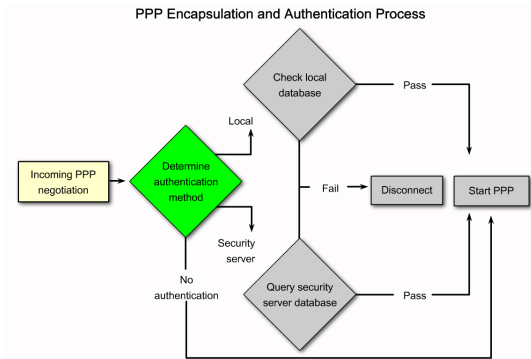 PPP Encapsulation and Authentication Process
Check local
database
Pass
Local
Incoming PPP
negotiation
Determine
authentication
method
Fail
Disconnect
Start PPP
Security
server
No
authentication
Query security
server database
Pass